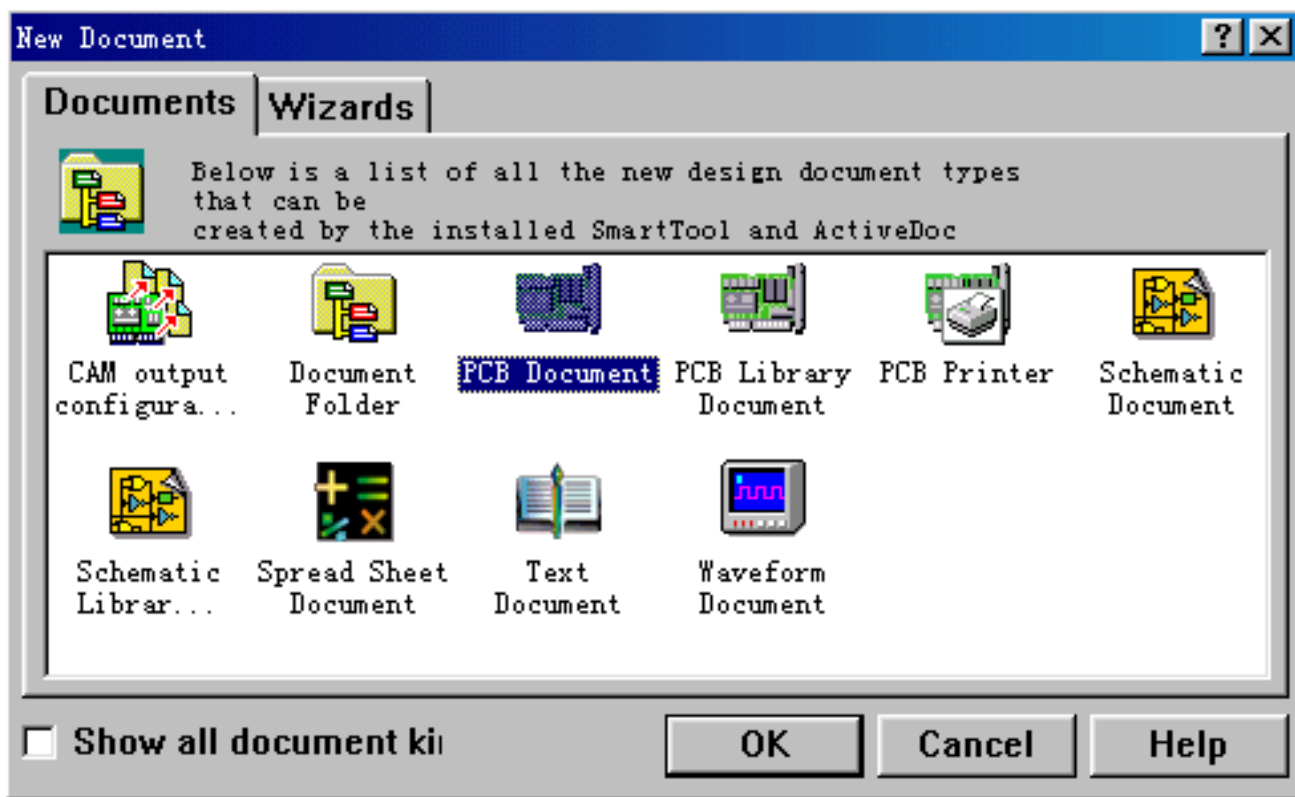 New Document
Documents
Wizards
Below is a list of all the new design document types
that can be
created by the installed SmartTool and ActiveDoc
CAM output
configura...
Document
Folder
PCB Document
PCB Library
Document
PCB Printer
Schematic
Document
Schematic
Librar...
Spread Sheet
Document
Text
Document
Waveform
Document
Show all document ki
OK
Cancel
Help